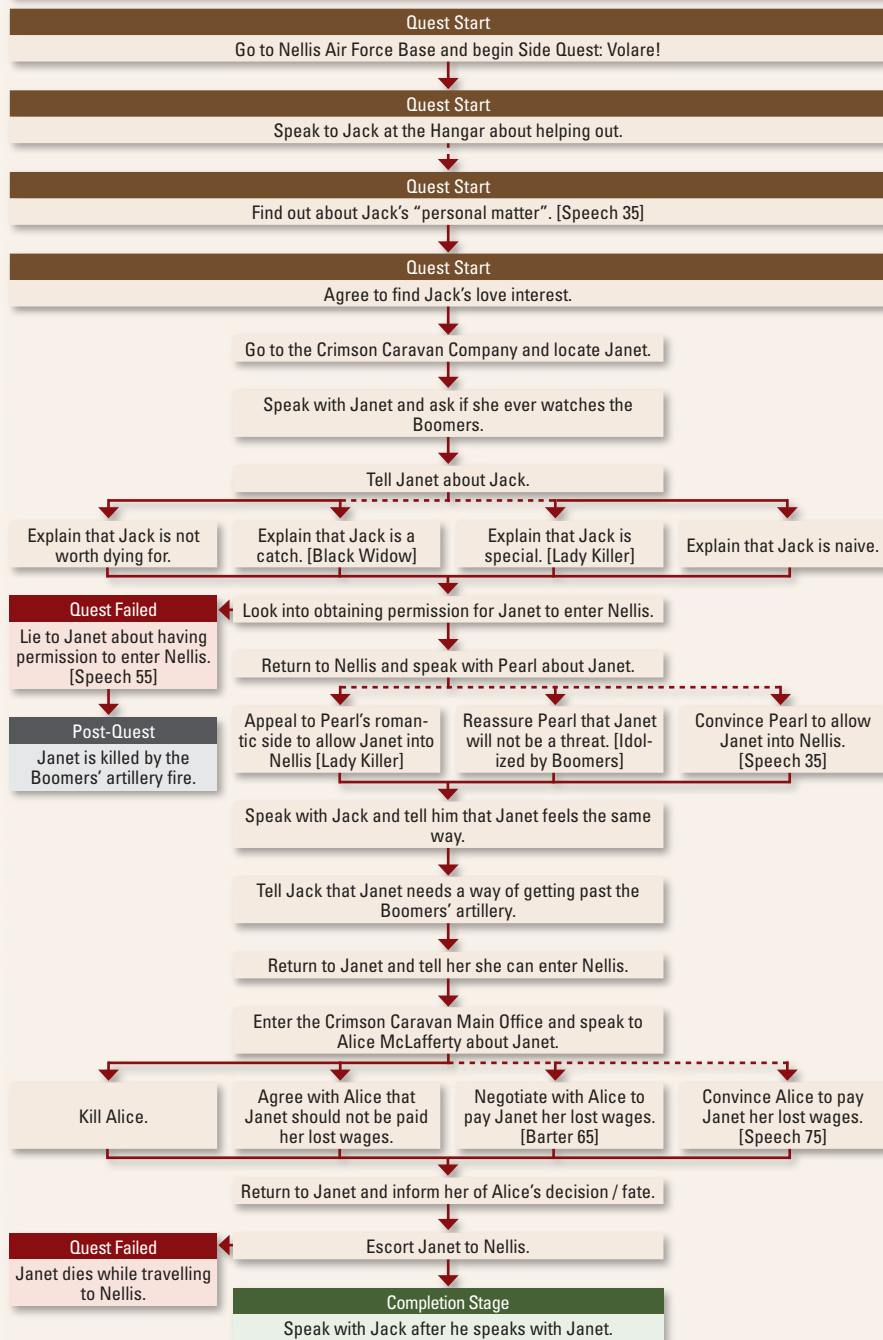 Quest Start
Go to Nellis Air Force Base and begin Side Quest: Volare!
Quest Start
Speak to Jack at the Hangar about helping out.
Quest Start
Find out about Jack's “personal matter”. [Speech 35]
Quest Start
Agree to find Jack's love interest.
Go to the Crimson Caravan Company and locate Janet.
Speak with Janet and ask if she ever watches the
Boomers.
Tell Janet about Jack.
Explain that Jack is not
worth dying for.
Explain that Jack is a
catch. [Black Widow]
Explain that Jack is
special. [Lady Killer]
Explain that Jack is naive.
Quest Failed
Lie to Janet about having
permission to enter Nellis.
[Speech 55]
Look into obtaining permission for Janet to enter Nellis.
Return to Nellis and speak with Pearl about Janet.
Post-Quest
Janet is killed by the
Boomers' artillery fire.
Appeal to Pearl's roman-
tic side to allow Janet into
Nellis [Lady Killer]
Reassure Pearl that Janet
will not be a threat. [Idol-
ized by Boomers]
Convince Pearl to allow
Janet into Nellis.
[Speech 35]
Speak with Jack and tell him that Janet feels the same
way.
Tell Jack that Janet needs a way of getting past the
Boomers' artillery.
Return to Janet and tell her she can enter Nellis.
Enter the Crimson Caravan Main Office and speak to
Alice McLafferty about Janet.
Kill Alice.
Agree with Alice that
Janet should not be paid
her lost wages.
Negotiate with Alice to
pay Janet her lost wages.
[Barter 65]
Convince Alice to pay
Janet her lost wages.
[Speech 75]
Return to Janet and inform her of Alice's decision / fate.
Quest Failed
Janet dies while travelling
to Nellis.
Escort Janet to Nellis.
Completion Stage
Speak with Jack after he speaks with Janet.